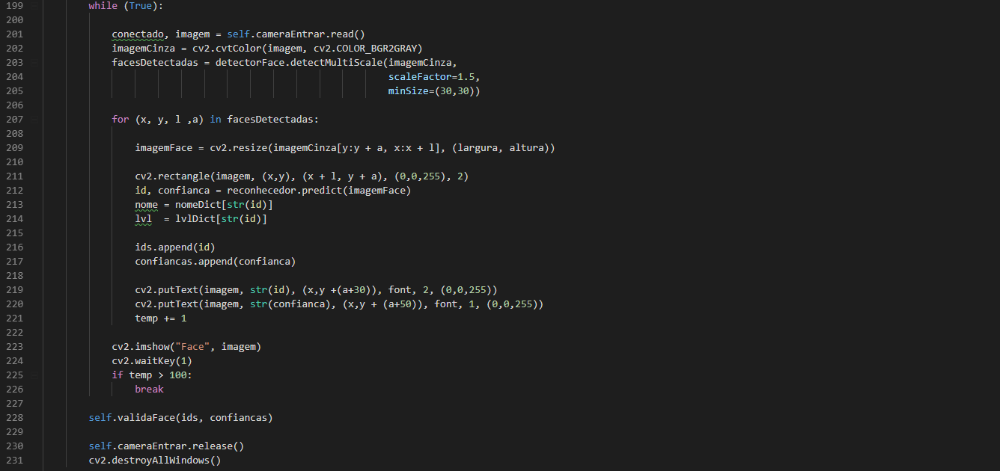 199 while (True):
200
201 conectado, imagem = self.cameraEntrar.read()
202 imagemCinza = cv2.cvtColor(imagem, cv2.COLOR_BGR2GRAY)
203 facesDetectadas = detectorFace.detectMultiScale(imagemCinza,
204 scaleFactor=1.5,
205 minSize=(30,30))
206
207 for (x, y, l ,a) in facesDetectadas:
208
209 imagemFace = cv2.resize(imagemCinza[y:y + a, x:x + l], (largura, altura))
210
211 cv2.rectangle(imagem, (x,y), (x + l, y + a), (0,0,255), 2)
212 id, confianca = reconhecedor.predict(imagemFace)
213 nome = nomeDict[str(id)]
214 lvl  = lvlDict[str(id)]
215
216 ids.append(id)
217 confiancas.append(confianca)
218
219 cv2.putText(imagem, str(id), (x,y +(a+30)), font, 2, (0,0,255))
220 cv2.putText(imagem, str(confianca), (x,y + (a+50)), font, 1, (0,0,255))
221 temp += 1
222
223 cv2.imshow("Face", imagem)
224 cv2.waitKey(1)
225 if temp > 100:
226 break
227
228 self.validaFace(ids, confiancas)
229
230 self.cameraEntrar.release()
231 cv2.destroyAllWindows()